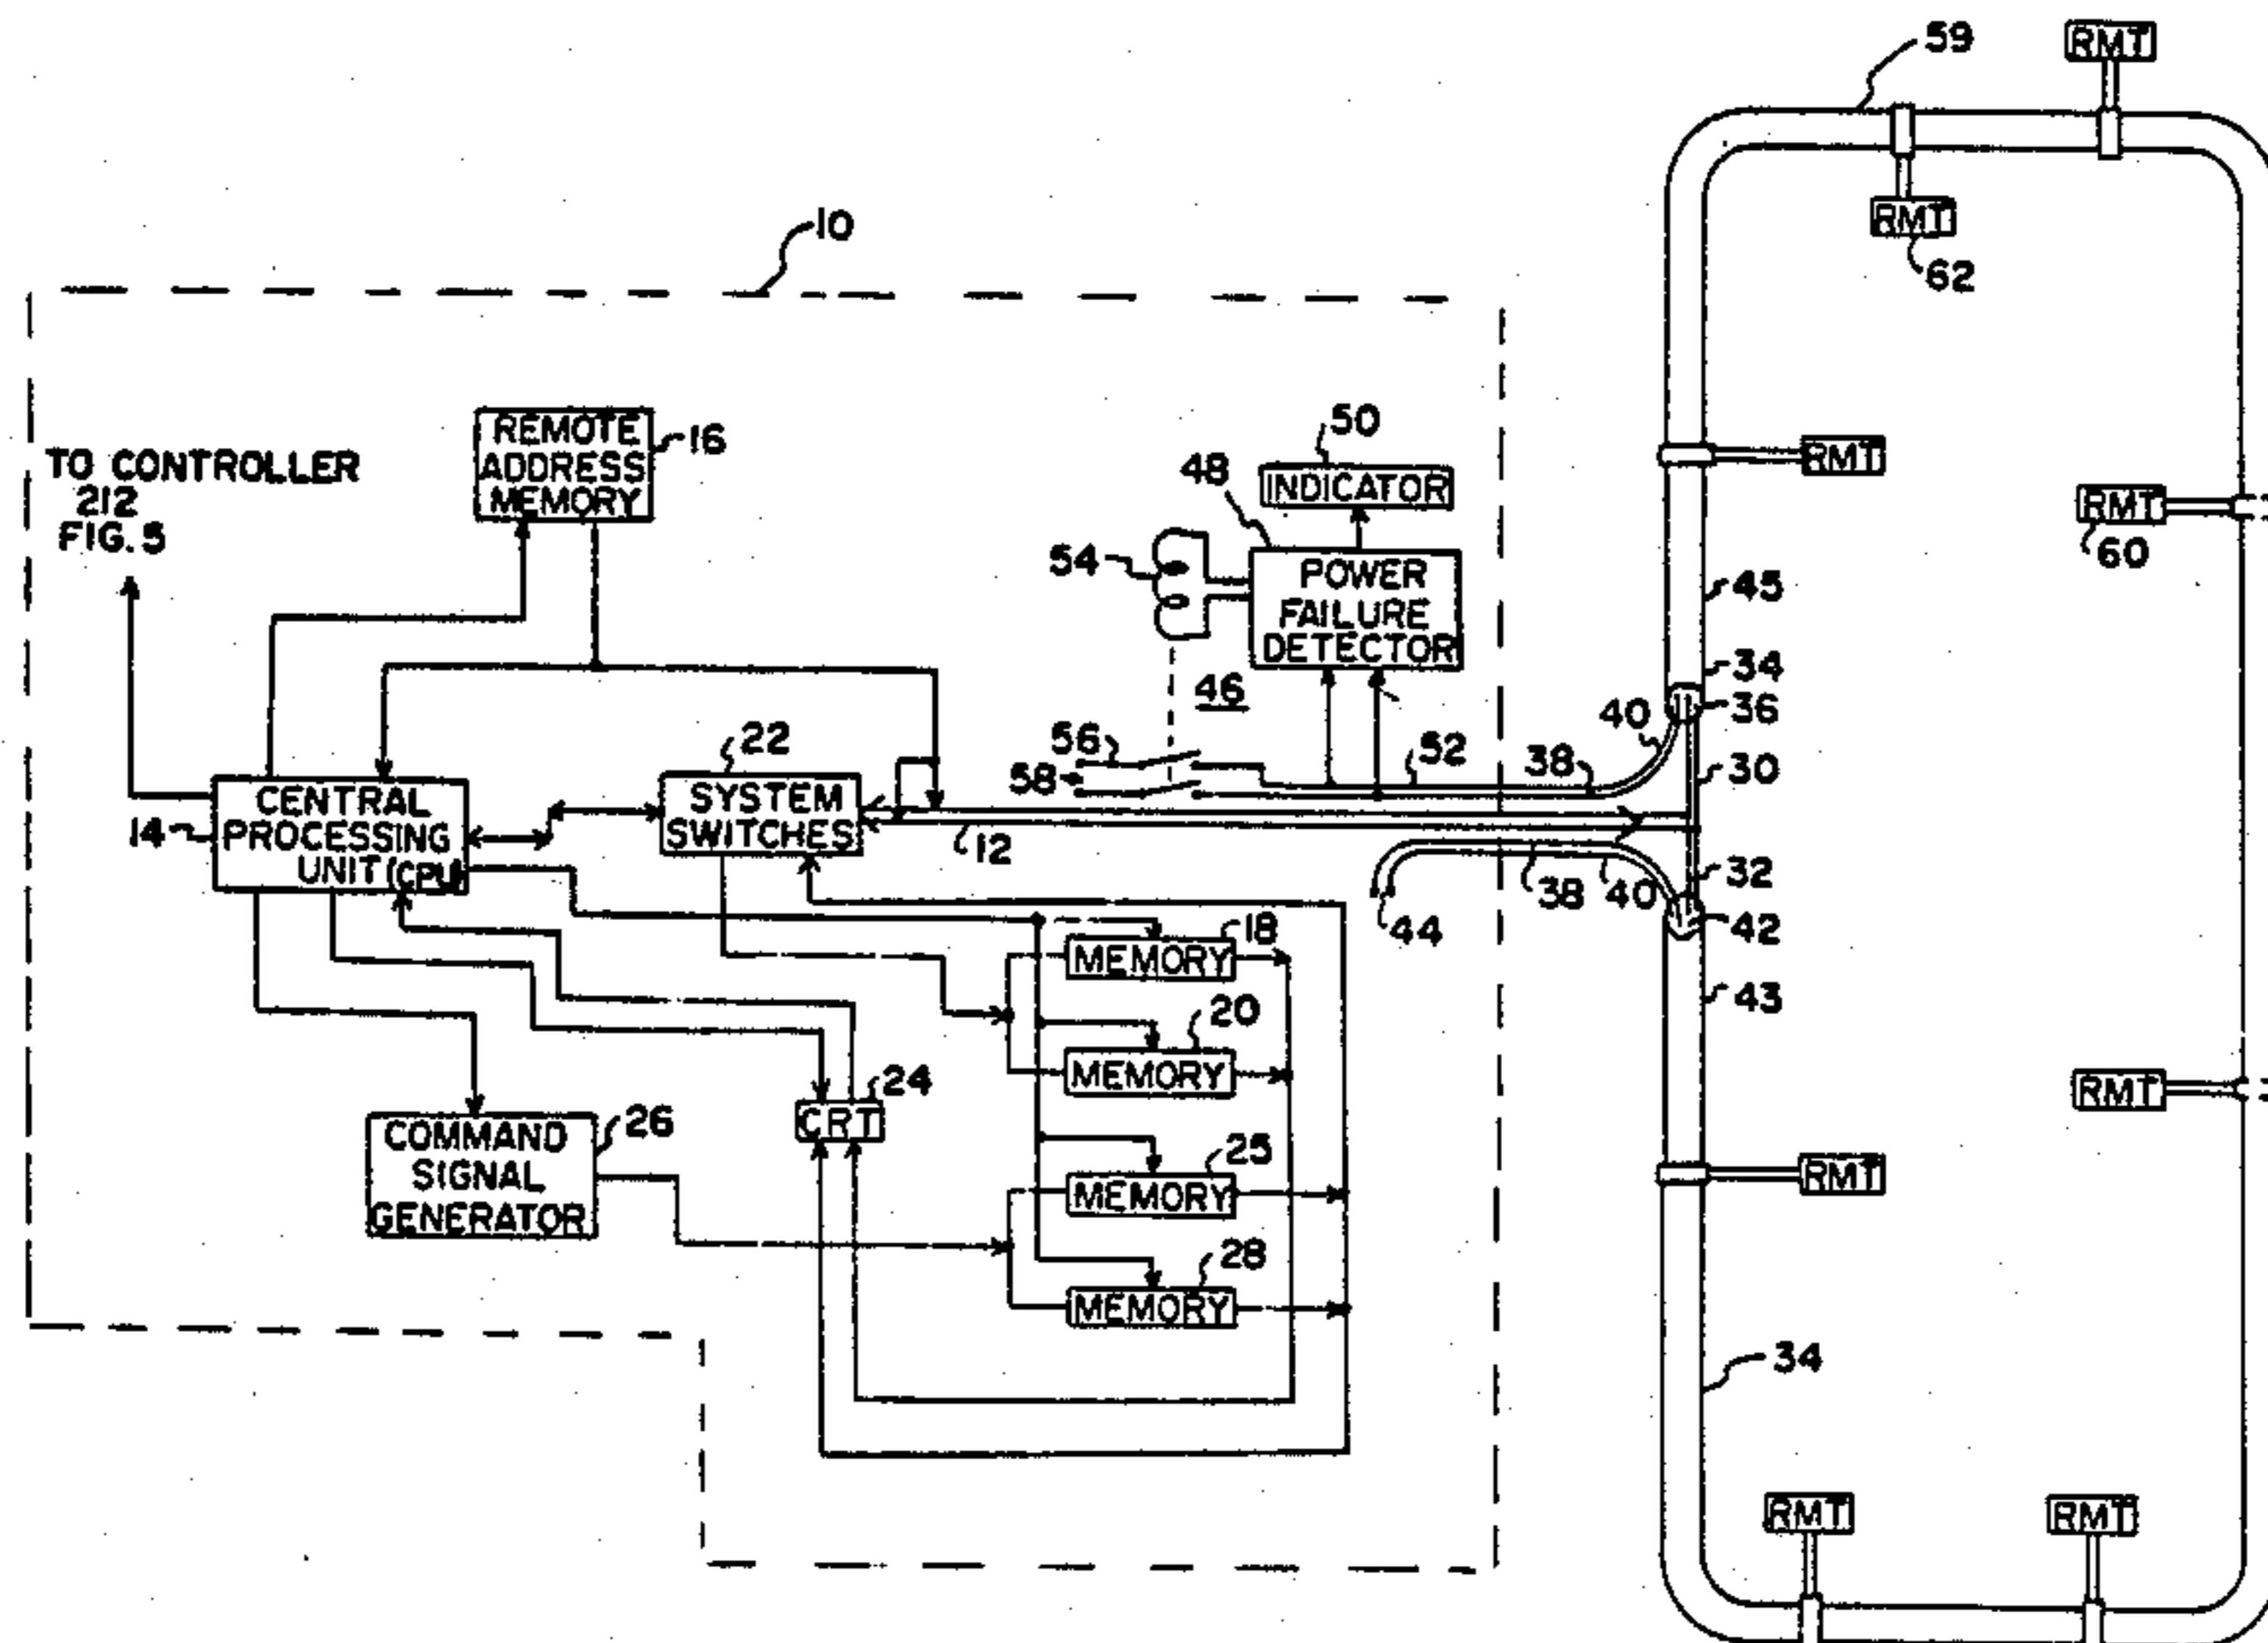 59
RMT
10
RMT
62
REMOTE
ADDRESS
MEMORY
16
TO CONTROLLER
212
FIG. 5
50
INDICATOR
48
54
POWER
FAILURE
DETECTOR
46
RMT
RMT
60
45
34
36
40
30
22
SYSTEM
SWITCHES
56
58
52
38
12
14
CENTRAL
PROCESSING
UNIT (CPU)
38
40
32
42
44
43
18
MEMORY
20
MEMORY
24
CRT
25
MEMORY
28
MEMORY
26
COMMAND
SIGNAL
GENERATOR
RMT
RMT
34
RMT
RMT